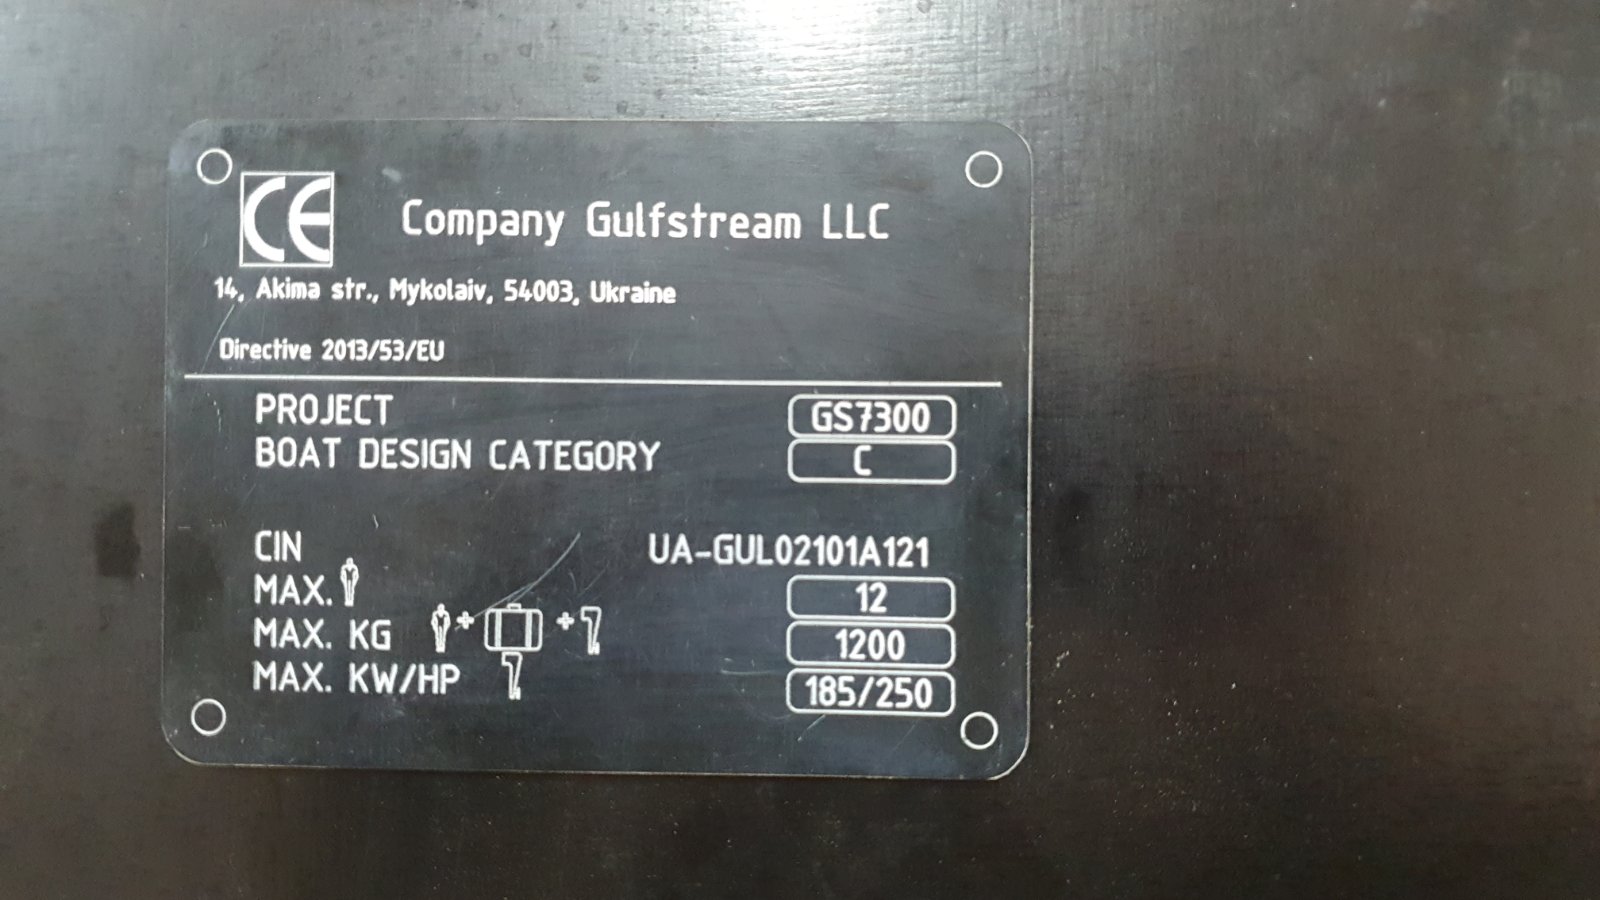 CE Company Gulfstream LLC
14, Akima str., Mykolaiv, 54003, Ukraine
Directive 2013/53/EU
PROJECT GS7300
BOAT DESIGN CATEGORY C
CIN UA-GUL02101A121
MAX. 12
MAX. KG + + 1200
MAX. KW/HP 185/250